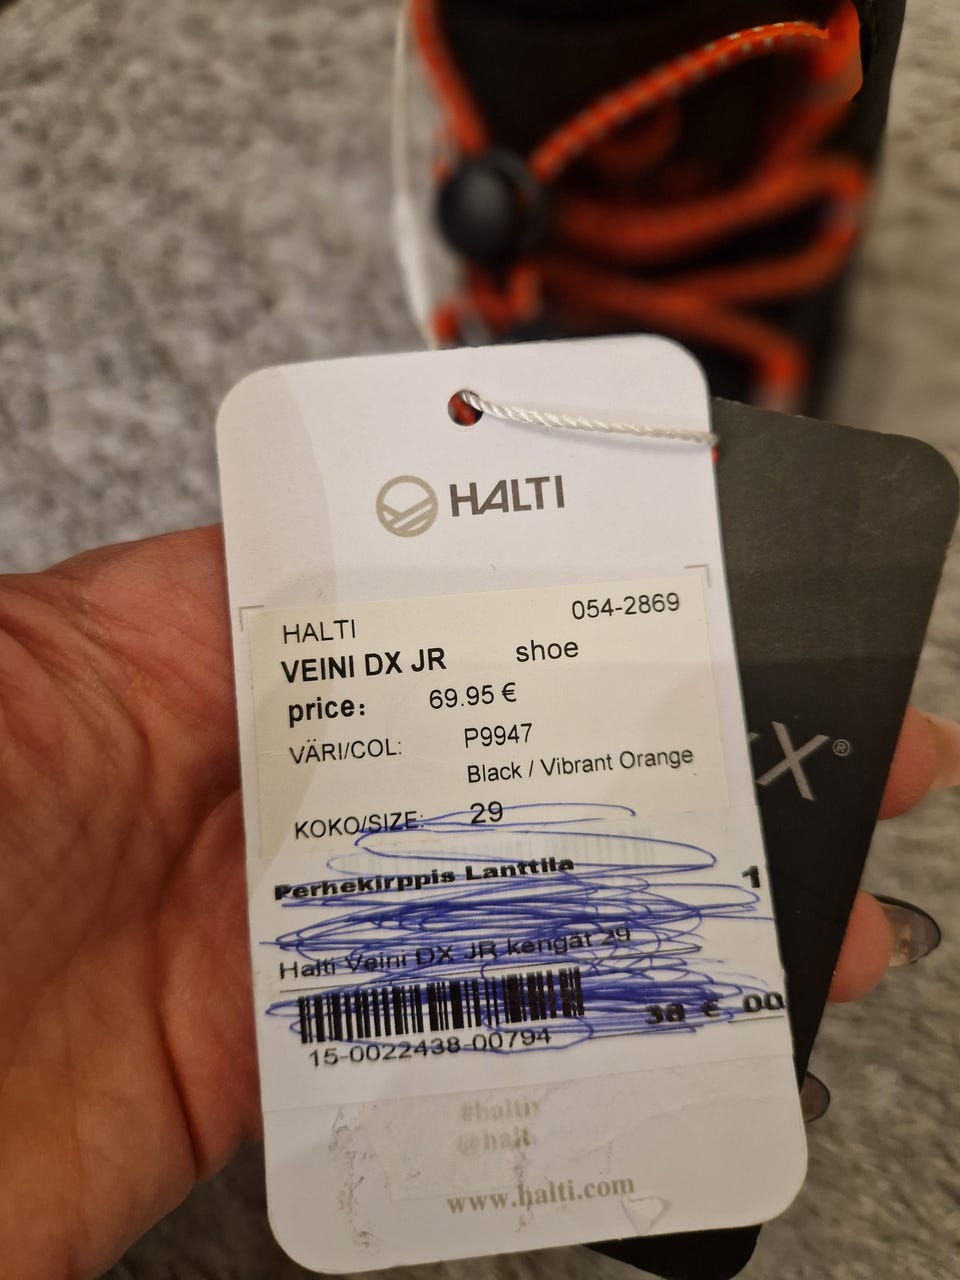 HALTI
HALTI 054-2869
VEINI DX JR shoe
price: 69.95 €
VÄRI/COL: P9947
Black / Vibrant Orange
KOKO/SIZE: 29
Perhekirppis Lanttila 1
Halti Veini DX JR kengät 29
38 € 00
15-0022438-00794
www.halti.com
X®